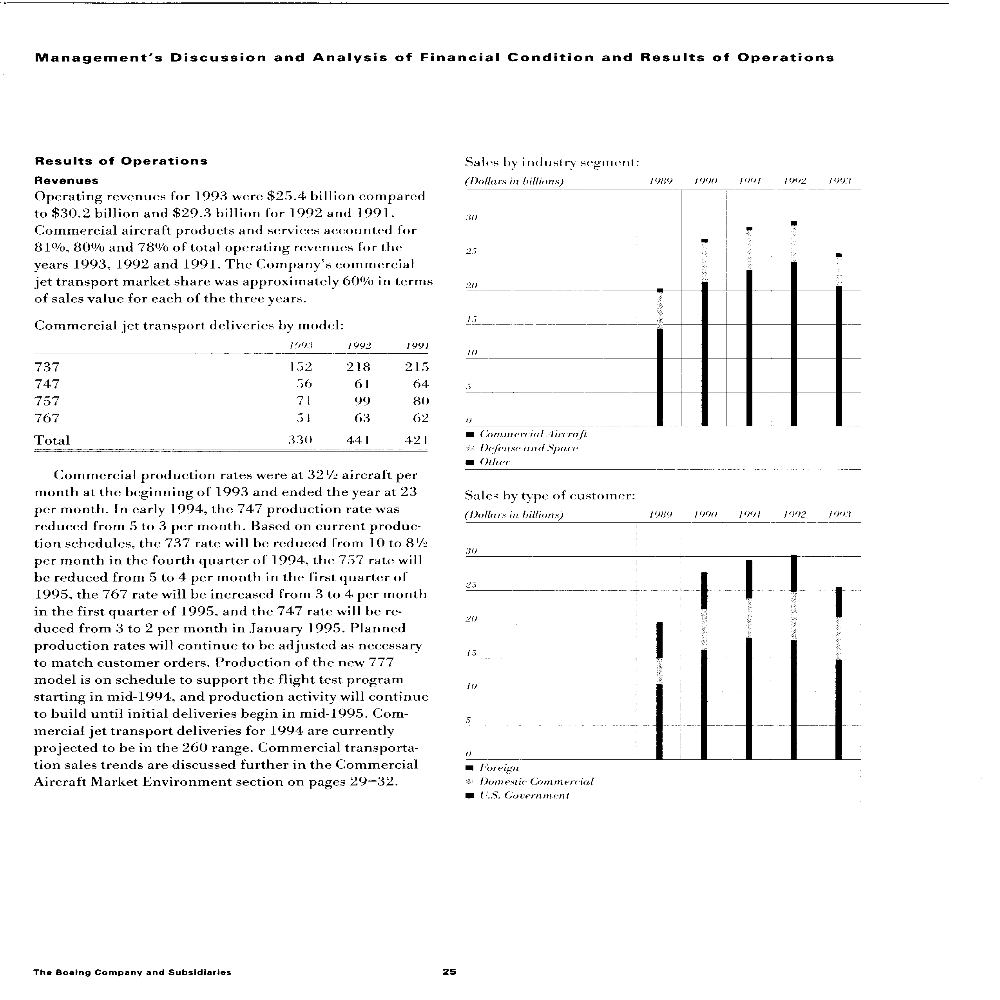 Management's Discussion and Analysis of Financial Condition and Results of Operations
Results of Operations
Revenues
Operating revenues for 1993 were $25.4 billion compared
to $30.2 billion and $29.3 billion for 1992 and 1991.
Commercial aircraft products and services accounted for
81%, 80% and 78% of total operating revenues for the
years 1993, 1992 and 1991. The Company's commercial
jet transport market share was approximately 60% in terms
of sales value for each of the three years.
Commercial jet transport deliveries by model:
1993 1992 1991
737 152 218 215
747 56 61 64
757 71 99 80
767 51 63 62
Total 330 441 421
Commercial production rates were at 32½ aircraft per
month at the beginning of 1993 and ended the year at 23
per month. In early 1994, the 747 production rate was
reduced from 5 to 3 per month. Based on current produc-
tion schedules, the 737 rate will be reduced from 10 to 8½
per month in the fourth quarter of 1994, the 757 rate will
be reduced from 5 to 4 per month in the first quarter of
1995, the 767 rate will be increased from 3 to 4 per month
in the first quarter of 1995, and the 747 rate will be re-
duced from 3 to 2 per month in January 1995. Planned
production rates will continue to be adjusted as necessary
to match customer orders. Production of the new 777
model is on schedule to support the flight test program
starting in mid-1994, and production activity will continue
to build until initial deliveries begin in mid-1995. Com-
mercial jet transport deliveries for 1994 are currently
projected to be in the 260 range. Commercial transporta-
tion sales trends are discussed further in the Commercial
Aircraft Market Environment section on pages 29–32.
Sales by industry segment:
(Dollars in billions) 1989 1990 1991 1992 1993
30
25
20
15
10
5
0
Commercial Aircraft
Defense and Space
Other
Sales by type of customer:
(Dollars in billions) 1989 1990 1991 1992 1993
30
25
20
15
10
5
0
Foreign
Domestic Commercial
U.S. Government
The Boeing Company and Subsidiaries 25